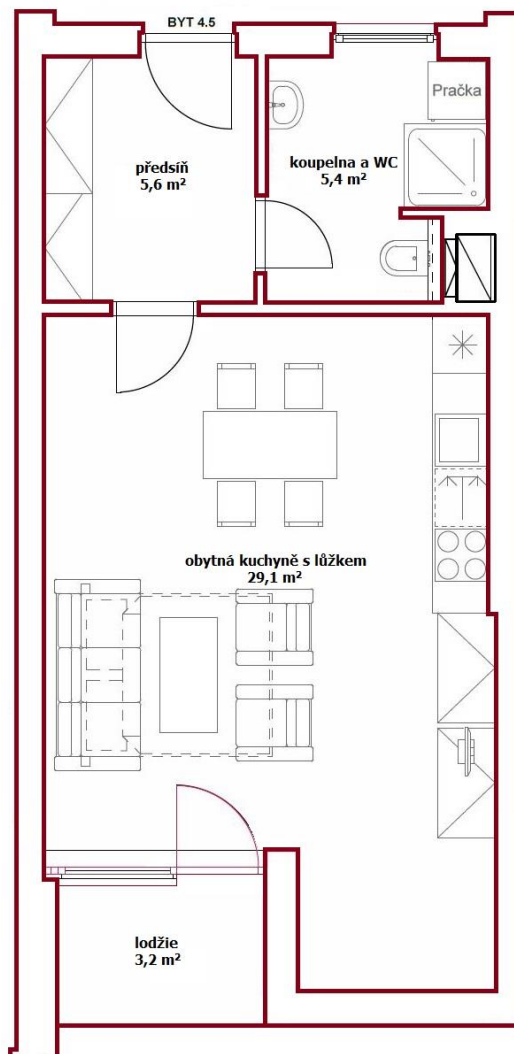 BYT 4.5
Pračka
předsíň
5,6 m²
koupelna a WC
5,4 m²
obytná kuchyně s lůžkem
29,1 m²
lodžie
3,2 m²